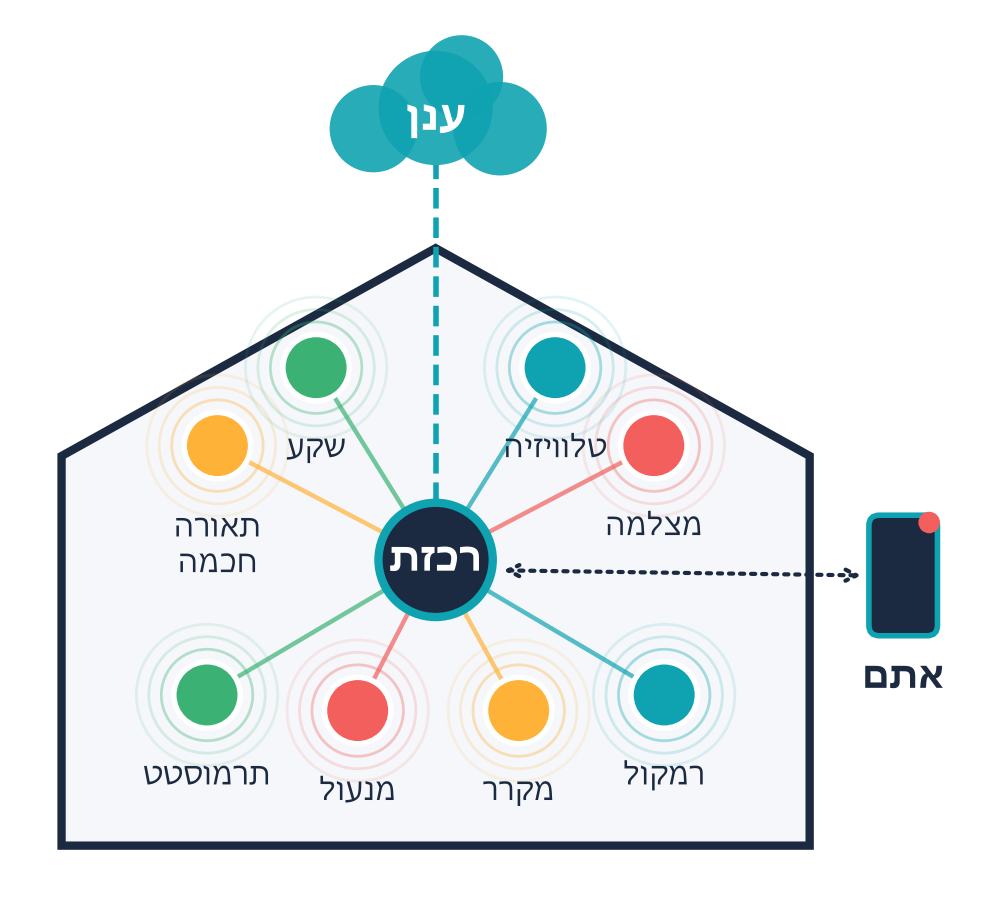 ענן
טלוויזיה
שקע
מצלמה
תאורה
חכמה
רכזת
אתם
רמקול
מקרר
מנעול
תרמוסטט